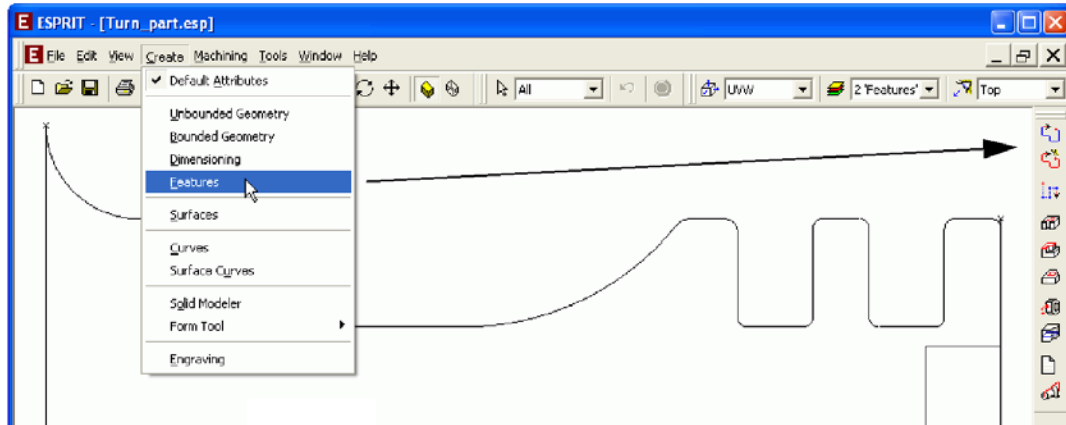 ESPRIT - [Turn_part.esp]
File Edit View Create Machining Tools Window Help
Default Attributes
All
UVW
2 'Features'
Top
Unbounded Geometry
Bounded Geometry
Dimensioning
Features
Surfaces
Curves
Surface Curves
Solid Modeler
Form Tool
Engraving